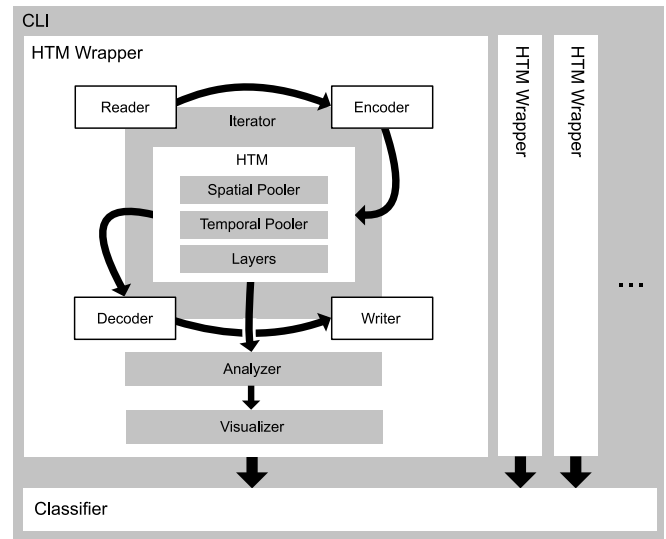 CLI
HTM Wrapper
Reader
Encoder
Iterator
HTM
Spatial Pooler
Temporal Pooler
Layers
Decoder
Writer
Analyzer
Visualizer
HTM Wrapper
HTM Wrapper
...
Classifier